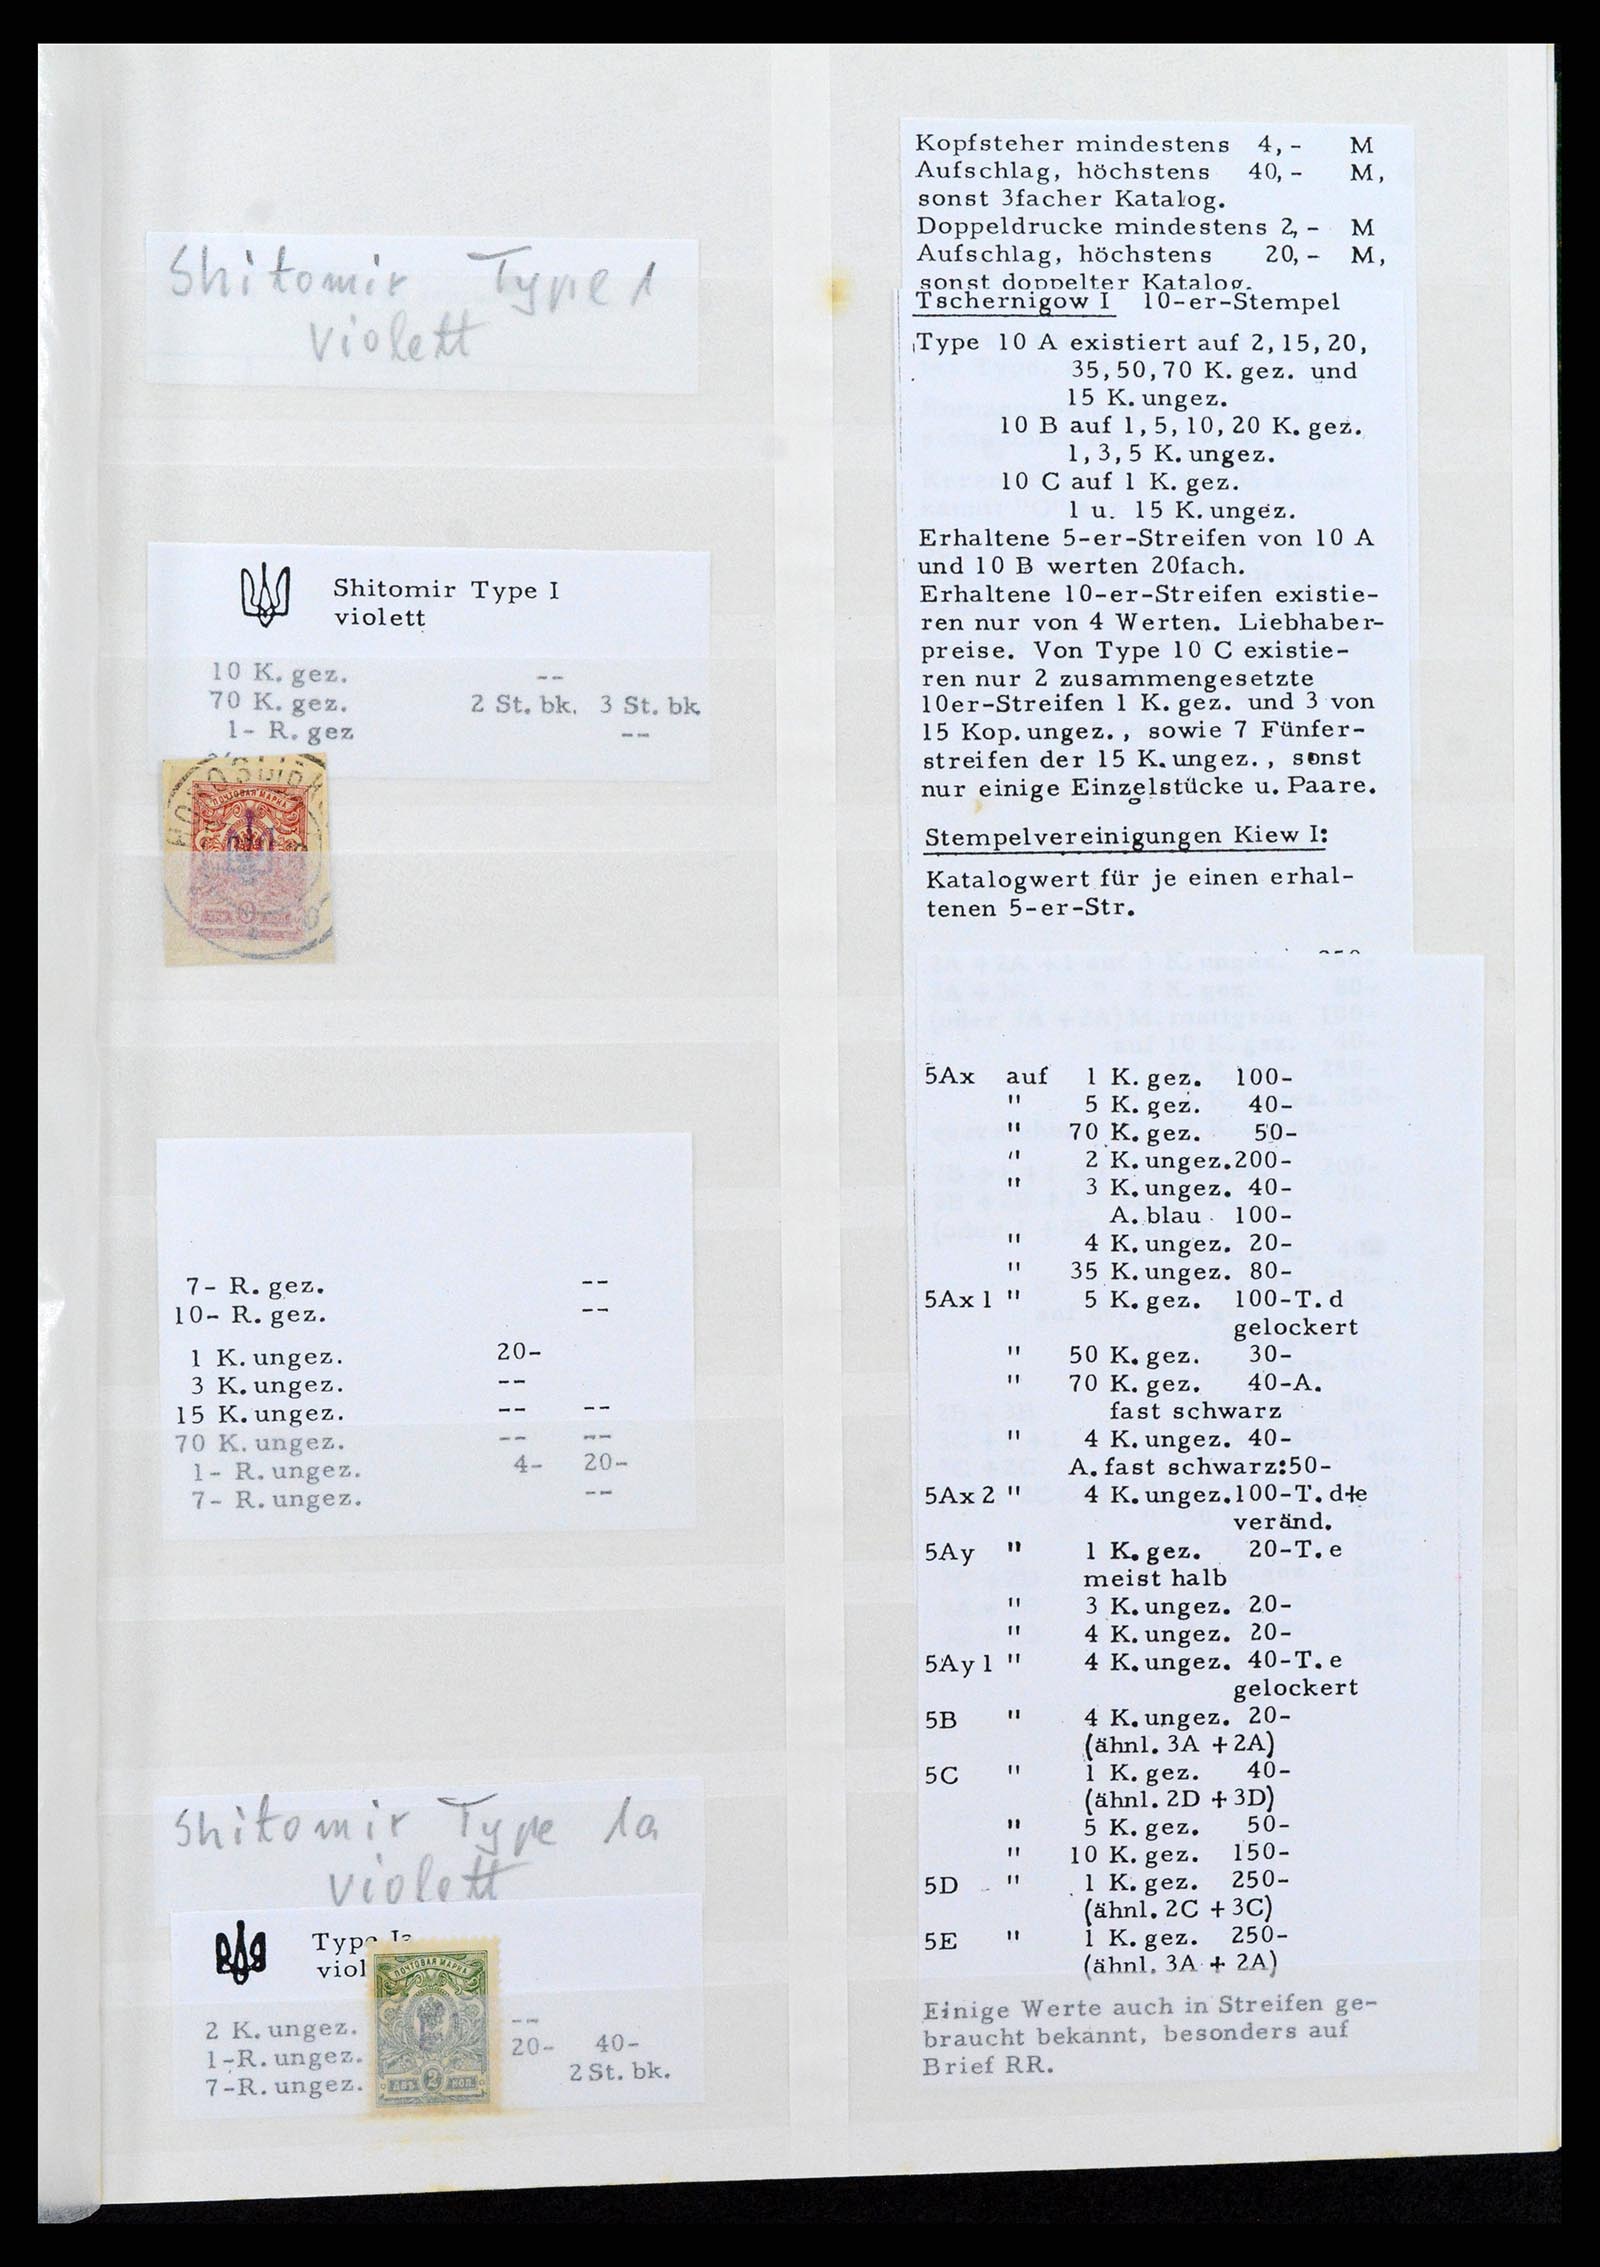 Shitomir Type 1
violett
Shitomir Type I
violett
10 K. gez. --
70 K. gez. 2 St. bk. 3 St. bk.
1- R. gez --
ПОЧТОВАЯ МАРКА
7- R. gez. --
10- R. gez. --
1 K. ungez. 20-
3 K. ungez. --
15 K. ungez. -- --
70 K. ungez. -- --
1- R. ungez. 4- 20-
7- R. ungez. --
Shitomir Type 1a
violett
Type Ia
viol
ПОЧТОВАЯ МАРКА
2 K. ungez. --
1-R. ungez. 20- 40-
7-R. ungez. 2 St. bk.
ДВѢ 2 КОП.
Kopfsteher mindestens 4,- M
Aufschlag, höchstens 40,- M,
sonst 3facher Katalog.
Doppeldrucke mindestens 2,- M
Aufschlag, höchstens 20,- M,
sonst doppelter Katalog.
Tschernigow I 10-er-Stempel
Type 10 A existiert auf 2, 15, 20,
35, 50, 70 K. gez. und
15 K. ungez.
10 B auf 1, 5, 10, 20 K. gez.
1, 3, 5 K. ungez.
10 C auf 1 K. gez.
1 u. 15 K. ungez.
Erhaltene 5-er-Streifen von 10 A
und 10 B werten 20fach.
Erhaltene 10-er-Streifen existie-
ren nur von 4 Werten. Liebhaber-
preise. Von Type 10 C existie-
ren nur 2 zusammengesetzte
10er-Streifen 1 K. gez. und 3 von
15 Kop. ungez., sowie 7 Fünfer-
streifen der 15 K. ungez., sonst
nur einige Einzelstücke u. Paare.
Stempelvereinigungen Kiew I:
Katalogwert für je einen erhal-
tenen 5-er-Str.
5Ax auf 1 K. gez. 100-
" 5 K. gez. 40-
" 70 K. gez. 50-
" 2 K. ungez. 200-
" 3 K. ungez. 40-
A. blau 100-
" 4 K. ungez. 20-
" 35 K. ungez. 80-
5Ax 1 " 5 K. gez. 100-T. d
gelockert
" 50 K. gez. 30-
" 70 K. gez. 40-A.
fast schwarz
" 4 K. ungez. 40-
A. fast schwarz:50-
5Ax 2 " 4 K. ungez. 100-T. d+e
veränd.
5Ay " 1 K. gez. 20-T. e
meist halb
" 3 K. ungez. 20-
" 4 K. ungez. 20-
5Ay 1 " 4 K. ungez. 40-T. e
gelockert
5B " 4 K. ungez. 20-
(ähnl. 3A + 2A)
5C " 1 K. gez. 40-
(ähnl. 2D + 3D)
" 5 K. gez. 50-
" 10 K. gez. 150-
5D " 1 K. gez. 250-
(ähnl. 2C + 3C)
5E " 1 K. gez. 250-
(ähnl. 3A + 2A)
Einige Werte auch in Streifen ge-
braucht bekannt, besonders auf
Brief RR.